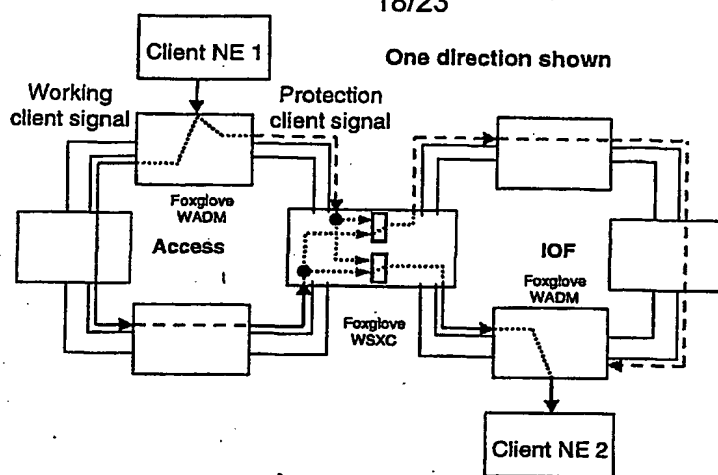 18/23
Client NE 1
One direction shown
Working
client signal
Protection
client signal
Foxglove
WADM
Access
IOF
Foxglove
WADM
Foxglove
WSXC
Client NE 2